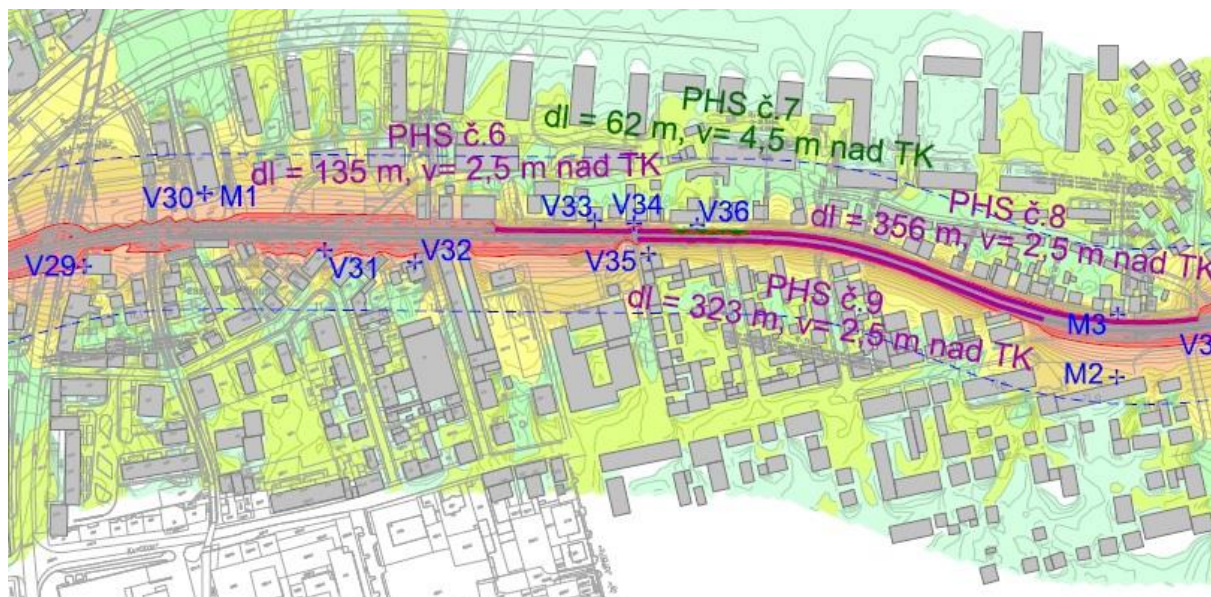 PHS č.7
dl = 62 m, v= 4,5 m nad TK
PHS č.6
dl = 135 m, v= 2,5 m nad TK
V30
M1
V33
V34
V36
PHS č.8
dl = 356 m, v= 2,5 m nad TK
V29
V31
V32
V35
PHS č.9
dl = 323 m, v= 2,5 m nad TK
M3
V3
M2